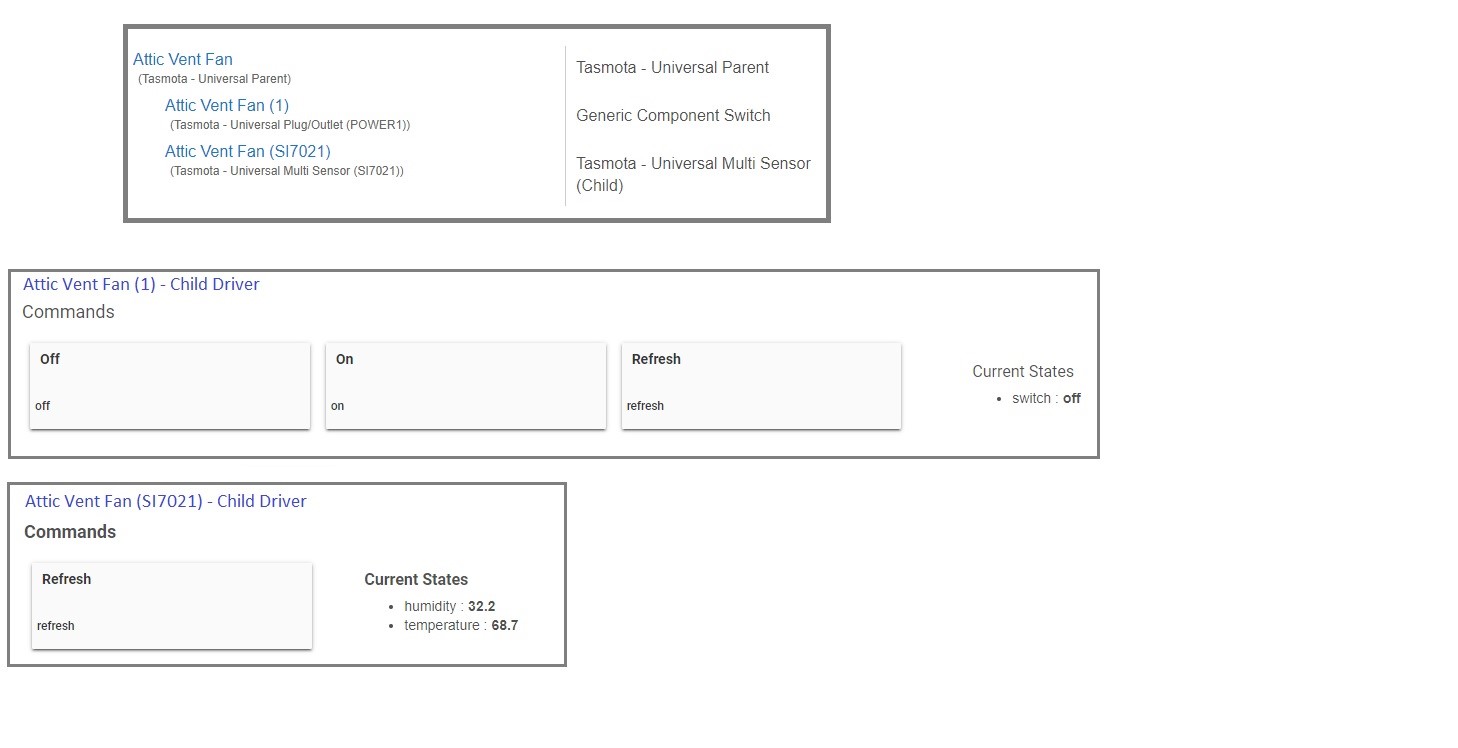 Attic Vent Fan
(Tasmota - Universal Parent)
Attic Vent Fan (1)
(Tasmota - Universal Plug/Outlet (POWER1))
Attic Vent Fan (SI7021)
(Tasmota - Universal Multi Sensor (SI7021))
Tasmota - Universal Parent
Generic Component Switch
Tasmota - Universal Multi Sensor
(Child)
Attic Vent Fan (1) - Child Driver
Commands
Off
off
On
on
Refresh
refresh
Current States
• switch : off
Attic Vent Fan (SI7021) - Child Driver
Commands
Refresh
refresh
Current States
• humidity : 32.2
• temperature : 68.7